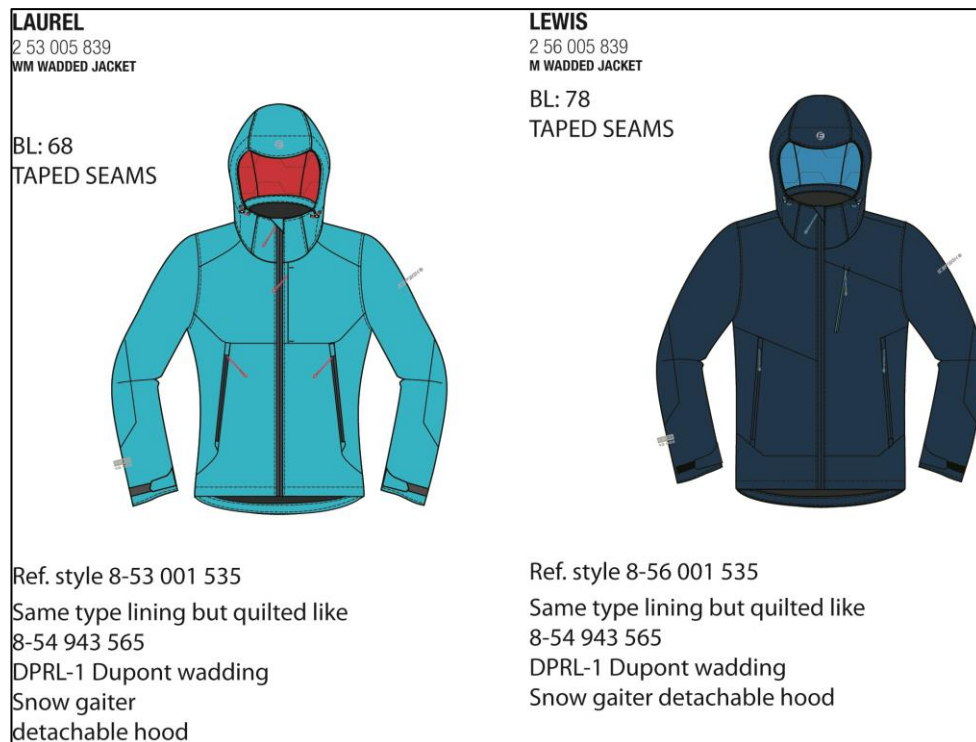 LAUREL
2 53 005 839
WM WADDED JACKET
BL: 68
TAPED SEAMS
Ref. style 8-53 001 535
Same type lining but quilted like
8-54 943 565
DPRL-1 Dupont wadding
Snow gaiter
detachable hood
LEWIS
2 56 005 839
M WADDED JACKET
BL: 78
TAPED SEAMS
Ref. style 8-56 001 535
Same type lining but quilted like
8-54 943 565
DPRL-1 Dupont wadding
Snow gaiter detachable hood